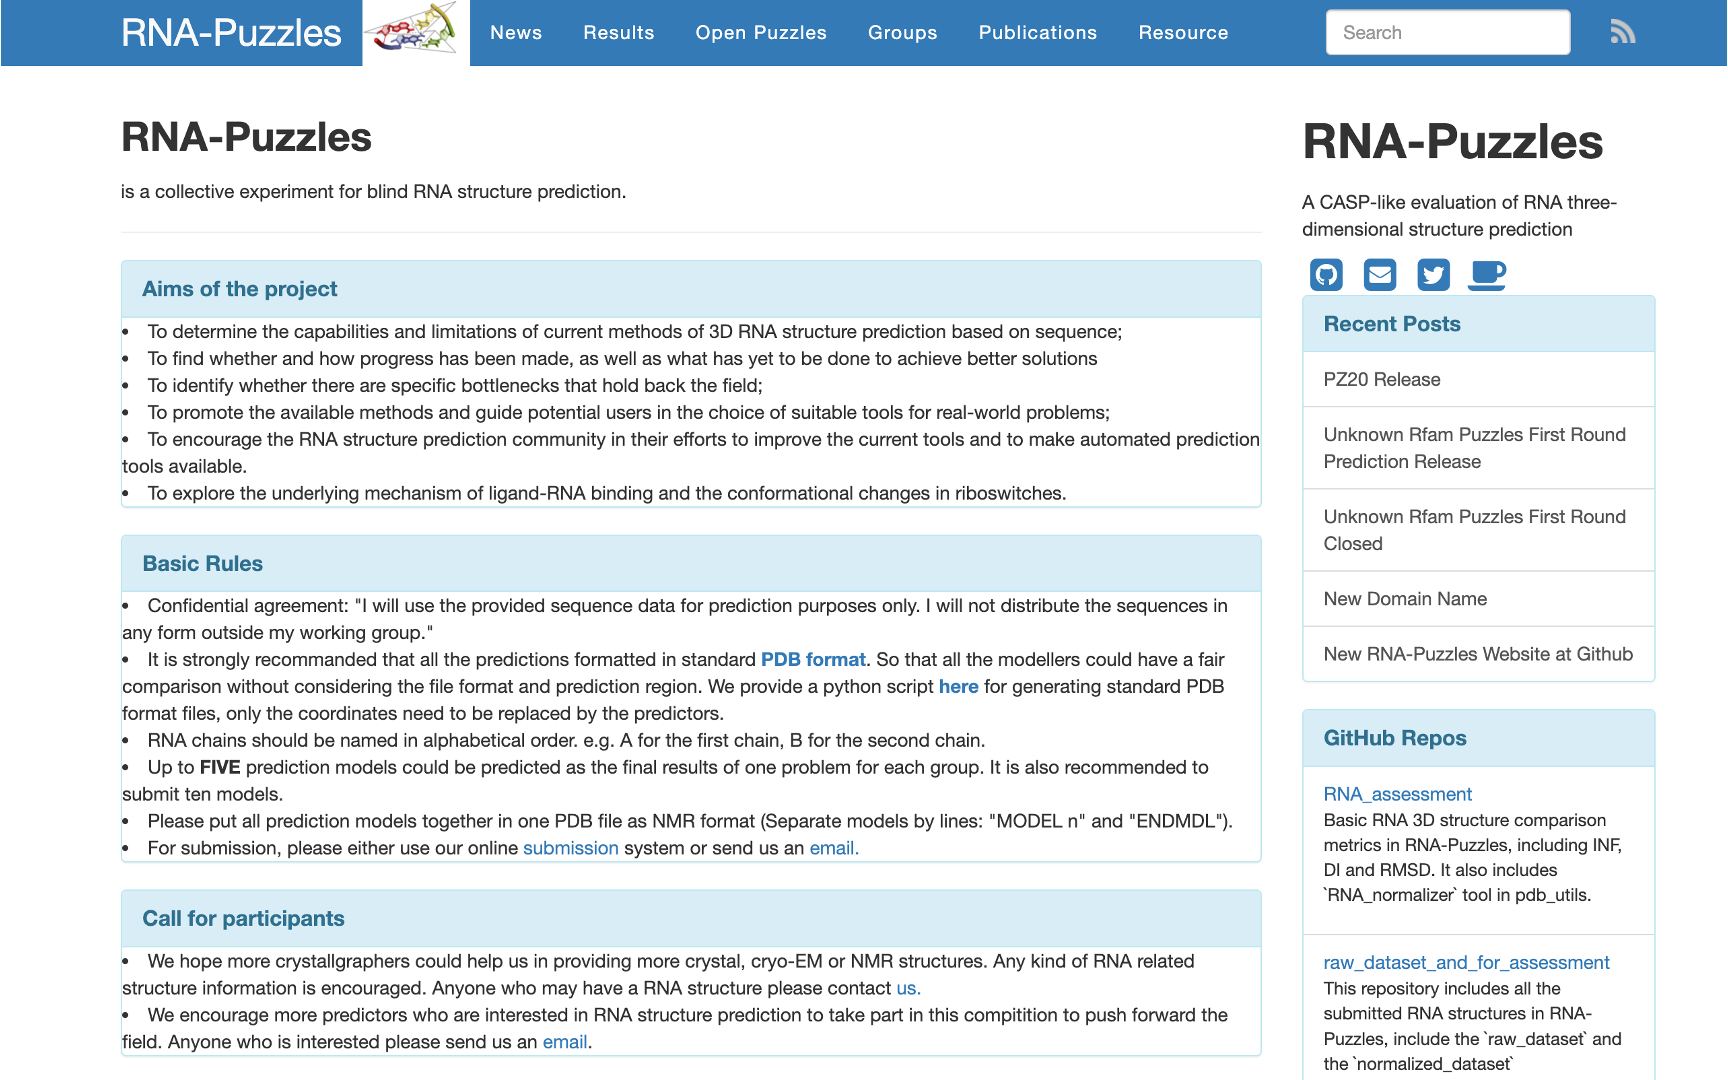 RNA-Puzzles
News Results Open Puzzles Groups Publications Resource
Search
RNA-Puzzles
is a collective experiment for blind RNA structure prediction.
Aims of the project
• To determine the capabilities and limitations of current methods of 3D RNA structure prediction based on sequence;
• To find whether and how progress has been made, as well as what has yet to be done to achieve better solutions
• To identify whether there are specific bottlenecks that hold back the field;
• To promote the available methods and guide potential users in the choice of suitable tools for real-world problems;
• To encourage the RNA structure prediction community in their efforts to improve the current tools and to make automated prediction
tools available.
• To explore the underlying mechanism of ligand-RNA binding and the conformational changes in riboswitches.
Basic Rules
• Confidential agreement: "I will use the provided sequence data for prediction purposes only. I will not distribute the sequences in
any form outside my working group."
• It is strongly recommanded that all the predictions formatted in standard PDB format. So that all the modellers could have a fair
comparison without considering the file format and prediction region. We provide a python script here for generating standard PDB
format files, only the coordinates need to be replaced by the predictors.
• RNA chains should be named in alphabetical order. e.g. A for the first chain, B for the second chain.
• Up to FIVE prediction models could be predicted as the final results of one problem for each group. It is also recommended to
submit ten models.
• Please put all prediction models together in one PDB file as NMR format (Separate models by lines: "MODEL n" and "ENDMDL").
• For submission, please either use our online submission system or send us an email.
Call for participants
• We hope more crystallgraphers could help us in providing more crystal, cryo-EM or NMR structures. Any kind of RNA related
structure information is encouraged. Anyone who may have a RNA structure please contact us.
• We encourage more predictors who are interested in RNA structure prediction to take part in this compitition to push forward the
field. Anyone who is interested please send us an email.
RNA-Puzzles
A CASP-like evaluation of RNA three-
dimensional structure prediction
Recent Posts
PZ20 Release
Unknown Rfam Puzzles First Round
Prediction Release
Unknown Rfam Puzzles First Round
Closed
New Domain Name
New RNA-Puzzles Website at Github
GitHub Repos
RNA_assessment
Basic RNA 3D structure comparison
metrics in RNA-Puzzles, including INF,
DI and RMSD. It also includes
`RNA_normalizer` tool in pdb_utils.
raw_dataset_and_for_assessment
This repository includes all the
submitted RNA structures in RNA-
Puzzles, include the `raw_dataset` and
the `normalized_dataset`